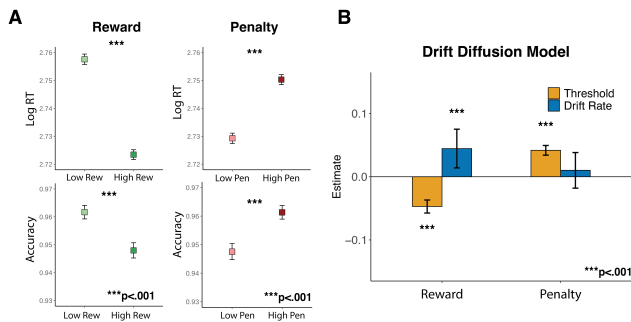 A
Reward
Penalty
2.76
2.75
2.74
2.73
2.72
Log RT
***
Low Rew
High Rew
2.76
2.75
2.74
2.73
2.72
Log RT
***
Low Pen
High Pen
0.97
0.96
0.95
0.94
0.93
Accuracy
***
***p<.001
Low Rew
High Rew
0.97
0.96
0.95
0.94
0.93
Accuracy
***
***p<.001
Low Pen
High Pen
B
Drift Diffusion Model
Threshold
Drift Rate
0.1
0.0
−0.1
Estimate
***
***
***
***p<.001
Reward
Penalty